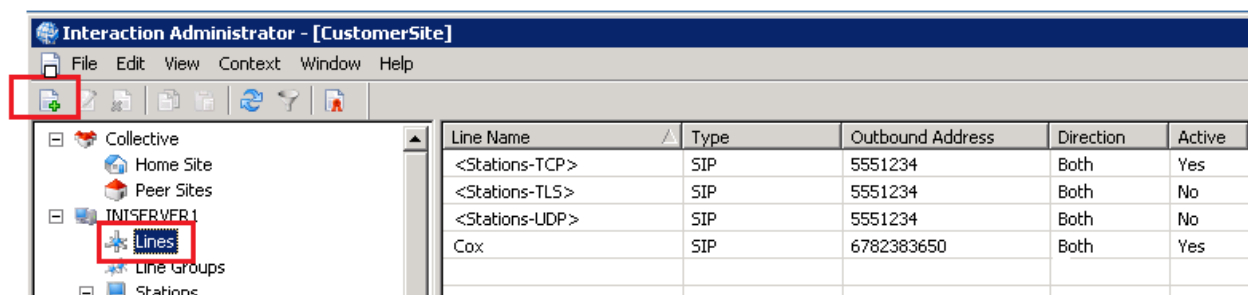 Interaction Administrator - [CustomerSite]
File Edit View Context Window Help
Collective
Home Site
Peer Sites
INISERVER1
Lines
Line Groups
Stations
Line Name Type Outbound Address Direction Active
<Stations-TCP> SIP 5551234 Both Yes
<Stations-TLS> SIP 5551234 Both No
<Stations-UDP> SIP 5551234 Both No
Cox SIP 6782383650 Both Yes